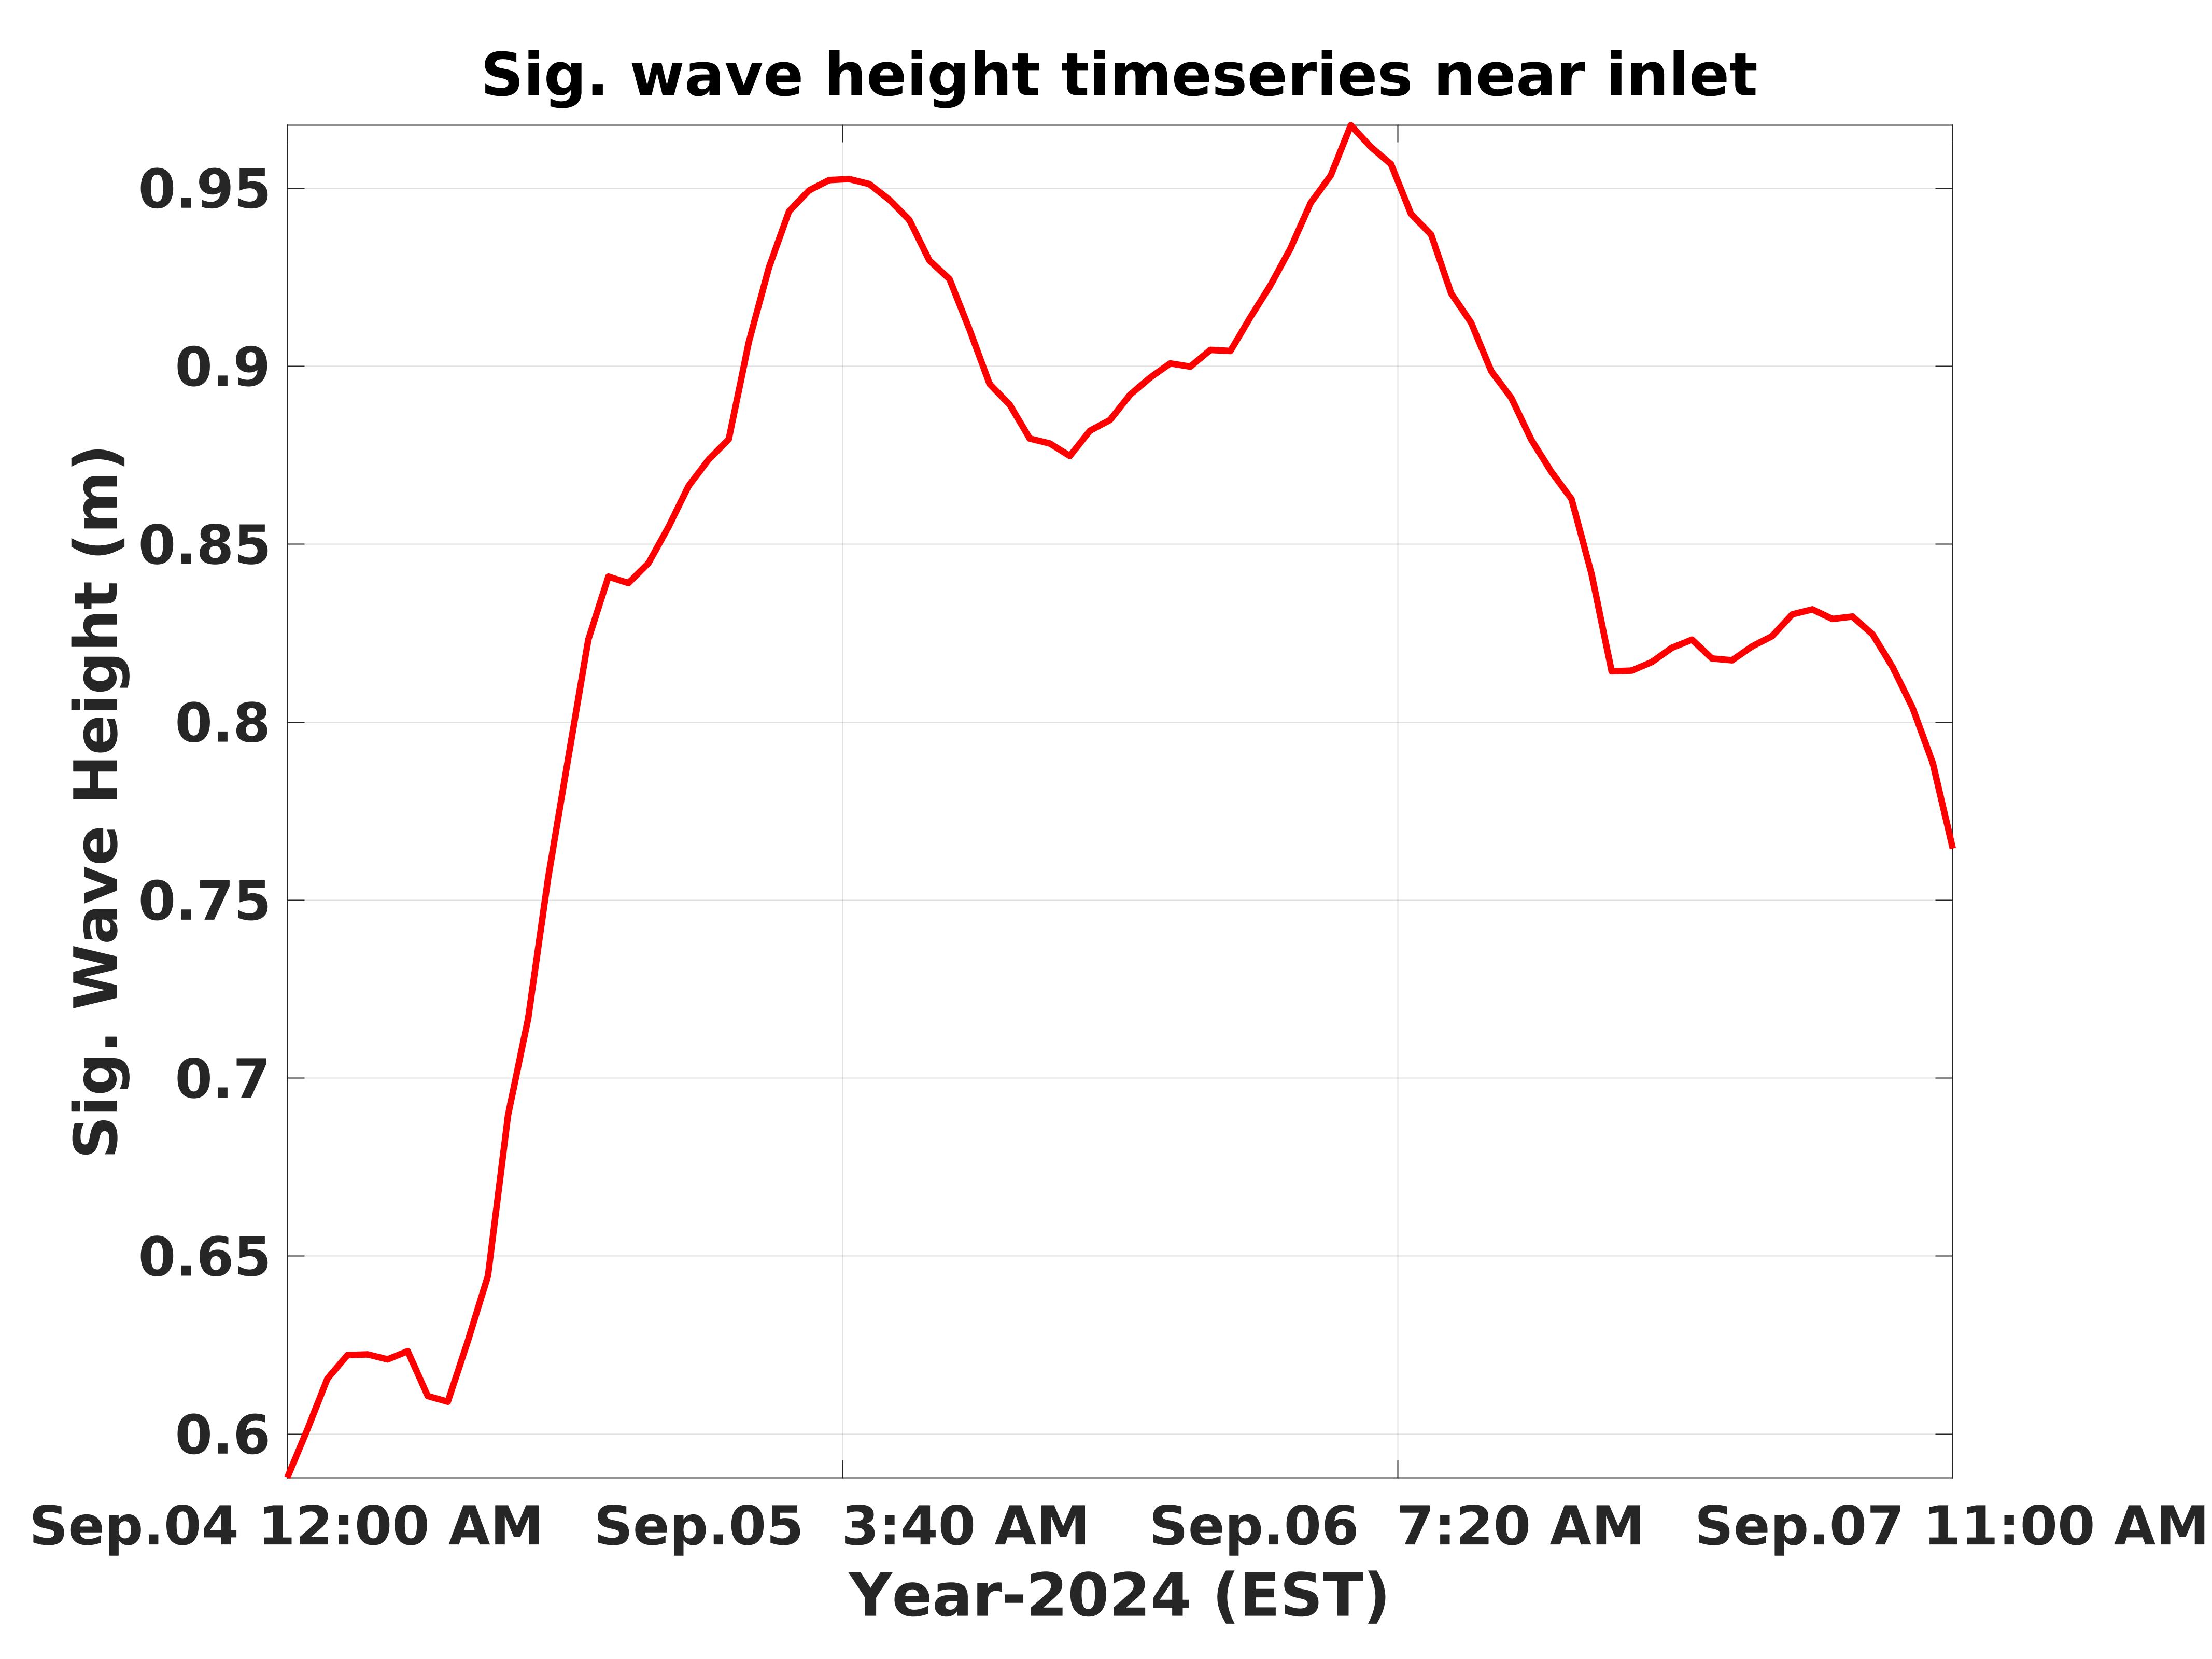 Sig. wave height timeseries near inlet
Sig. Wave Height (m)
0.95
0.9
0.85
0.8
0.75
0.7
0.65
0.6
Sep.04 12:00 AM Sep.05 3:40 AM Sep.06 7:20 AM Sep.07 11:00 AM
Year-2024 (EST)